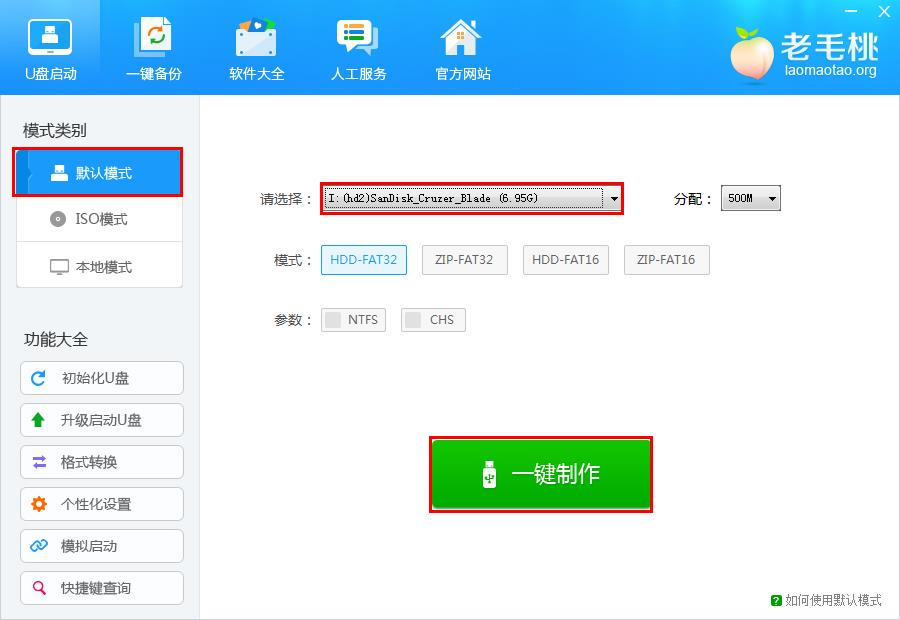 U盘启动
一键备份
软件大全
人工服务
官方网站
老毛桃
laomaotao.org
模式类别
默认模式
ISO模式
本地模式
功能大全
初始化U盘
升级启动U盘
格式转换
个性化设置
模拟启动
快捷键查询
请选择：
I:(hd2)SanDisk_Cruzer_Blade (6.95G)
分配：
500M
模式：
HDD-FAT32
ZIP-FAT32
HDD-FAT16
ZIP-FAT16
参数：
NTFS
CHS
一键制作
?如何使用默认模式